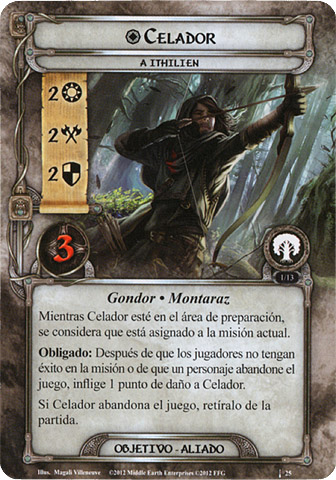 Celador
A ITHILIEN
2
2
2
3
1/13
Gondor • Montaraz
Mientras Celador esté en el área de preparación,
se considera que está asignado a la misión actual.
Obligado: Después de que los jugadores no tengan
éxito en la misión o de que un personaje abandone el
juego, inflige 1 punto de daño a Celador.
Si Celador abandona el juego, retíralo de
la partida.
OBJETIVO - ALIADO
Illus. Magali Villeneuve ©2012 Middle Earth Enterprises ©2012 FFG 25